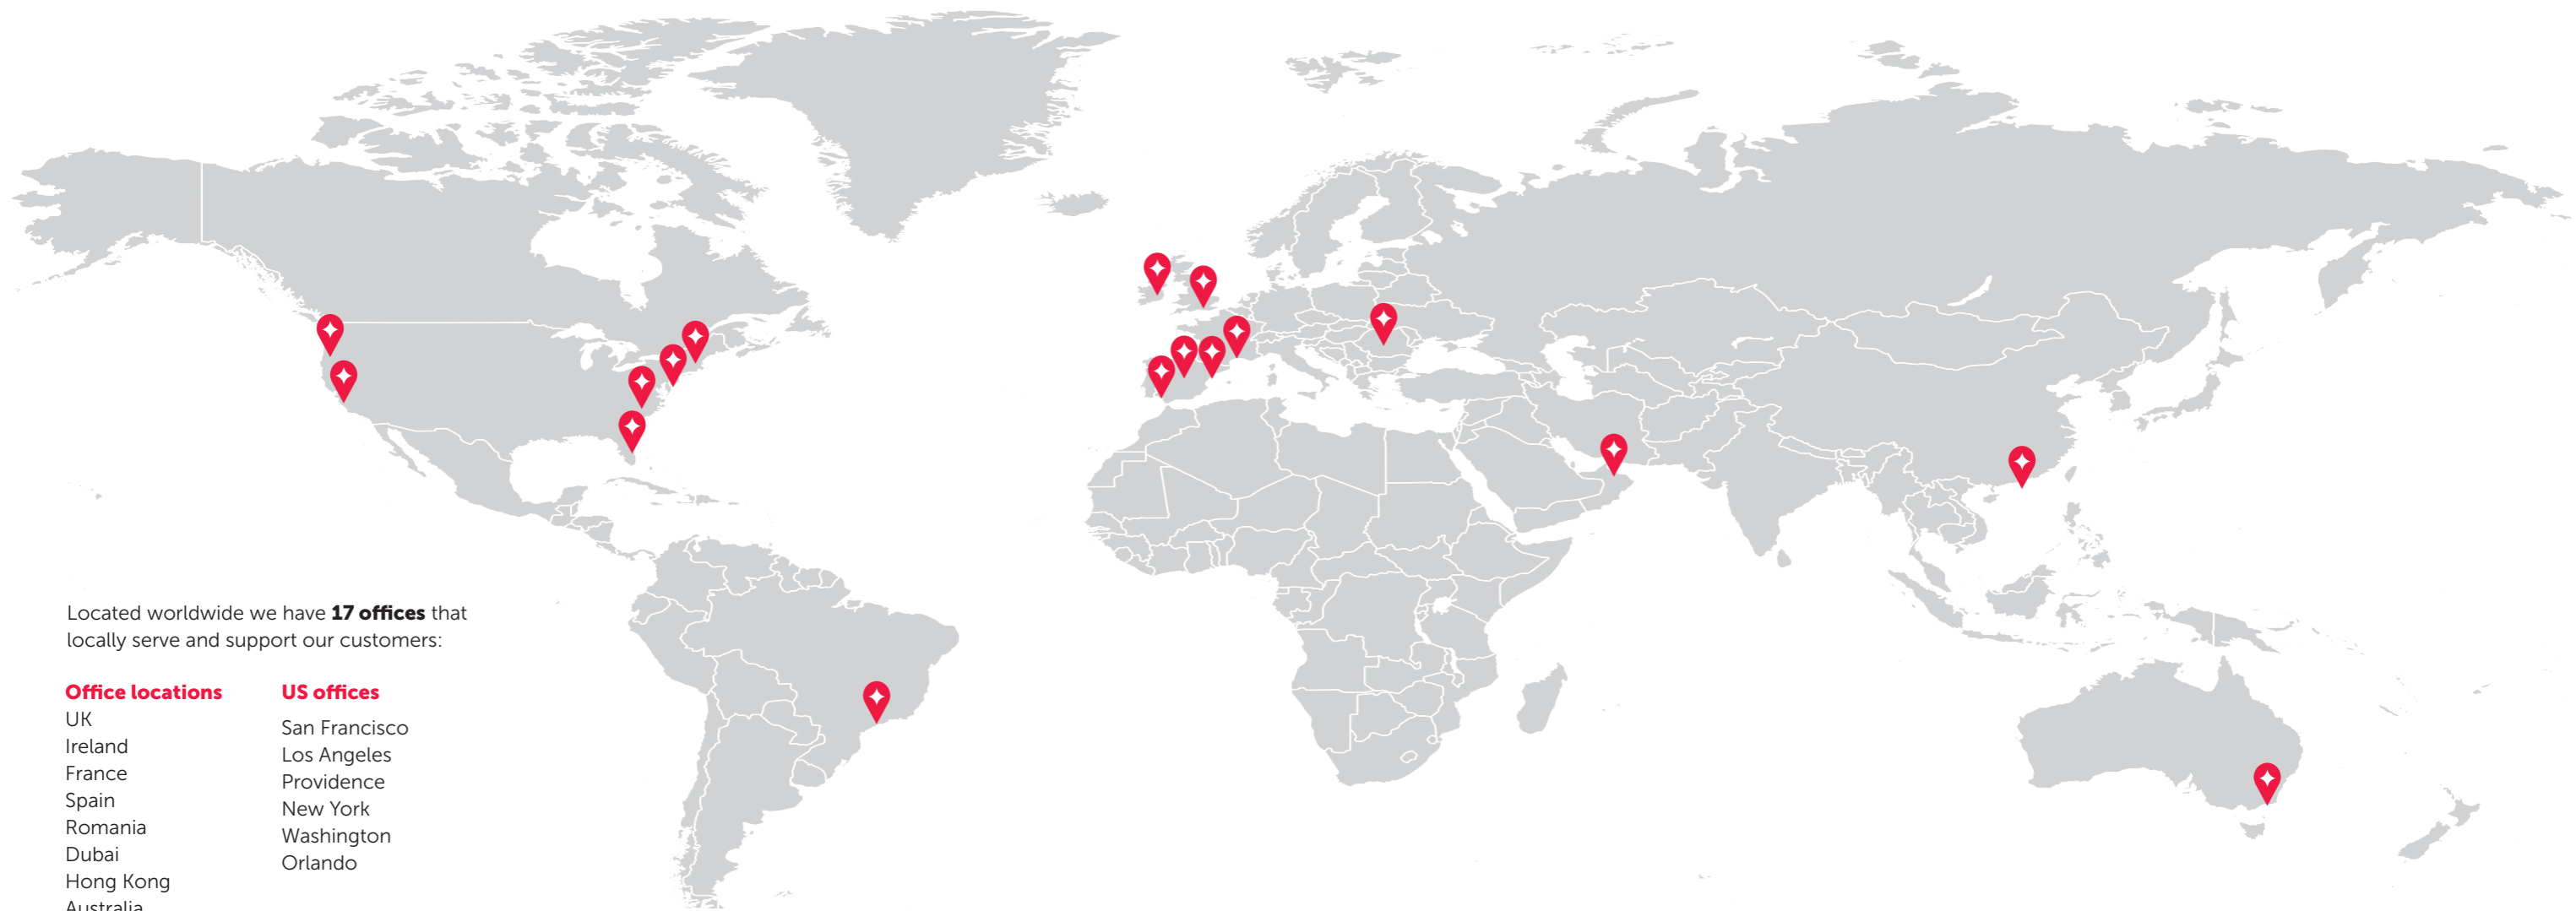 Located worldwide we have 17 offices that
locally serve and support our customers:
Office locations
UK
Ireland
France
Spain
Romania
Dubai
Hong Kong
Australia
US offices
San Francisco
Los Angeles
Providence
New York
Washington
Orlando